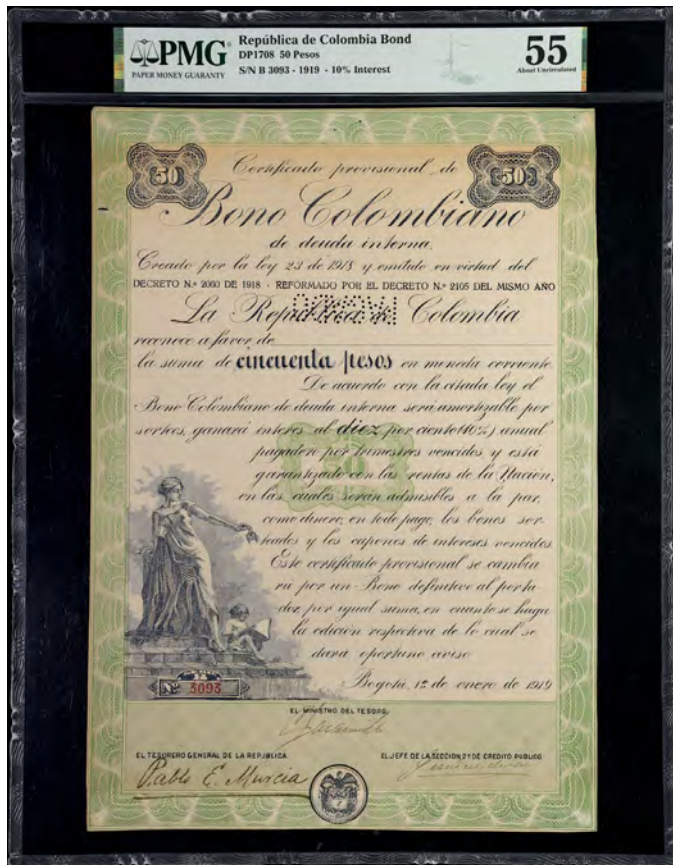 PMG
PAPER MONEY GUARANTY
República de Colombia Bond
DP1708 50 Pesos
S/N B 3093 - 1919 - 10% Interest
55
About Uncirculated
50
50
Certificado provisional de
Bono Colombiano
de deuda interna.
Creado por la ley 23 de 1918 y emitido en virtud del
DECRETO N.º 2060 DE 1918 - REFORMADO POR EL DECRETO N.º 2105 DEL MISMO AÑO
La República de Colombia
reconoce a favor de
la suma de cincuenta pesos en moneda corriente.
De acuerdo con la citada ley el
Bono Colombiano de deuda interna será amortizable por
sorteos, ganará interés al diez por ciento (10%) anual
pagadero por trimestres vencidos y está
garantizado con las rentas de la Nación,
en las cuales serán admisibles a la par,
como dinero, en todo pago, los bonos sor-
teados y los cupones de intereses vencidos.
Este certificado provisional se cambia-
rá por un Bono definitivo al porta-
dor, por igual suma, en cuanto se haga
la edición respectiva de lo cual se
dará oportuno aviso
Bogotá, 1º de enero de 1919
Nº 3093
EL MINISTRO DEL TESORO,
EL TESORERO GENERAL DE LA REPUBLICA
EL JEFE DE LA SECCION 2ª DE CREDITO PUBLICO
Pablo E. Murcia